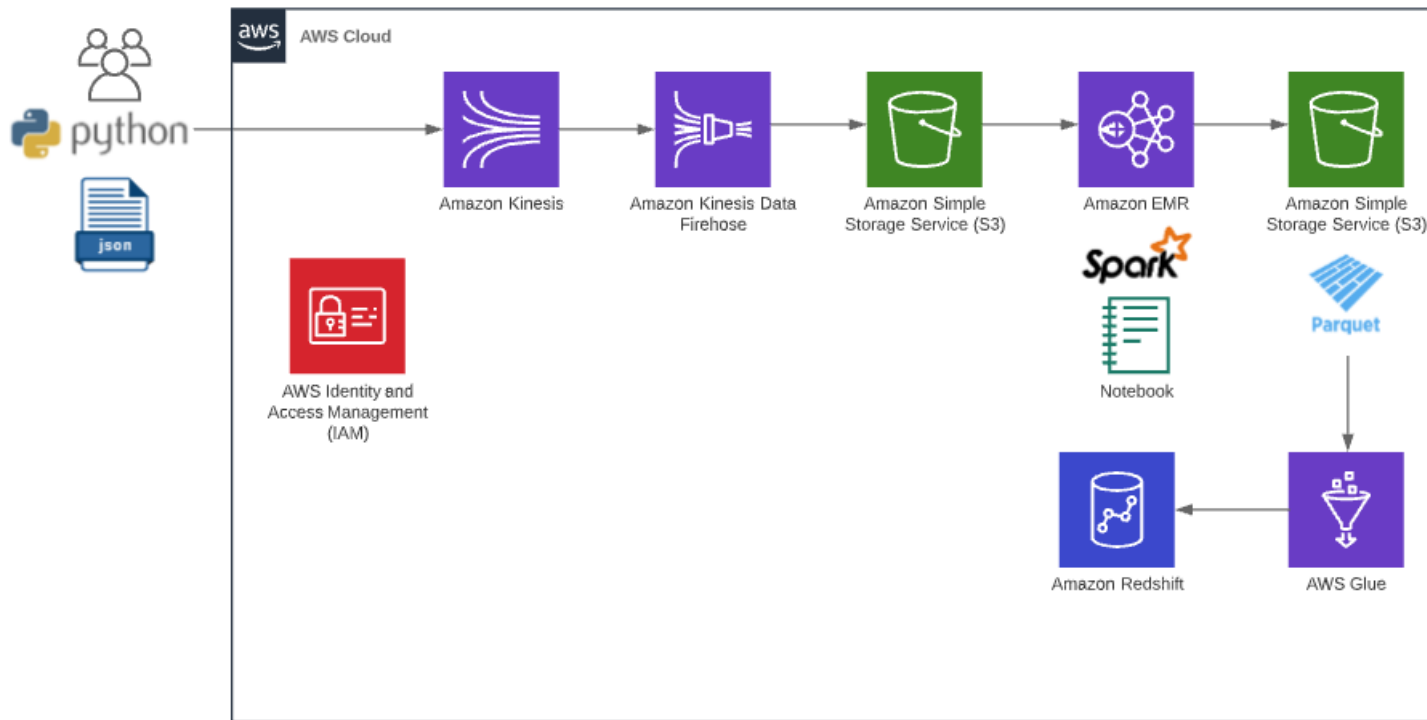 aws
AWS Cloud
python
json
Amazon Kinesis
Amazon Kinesis Data
Firehose
Amazon Simple
Storage Service (S3)
Amazon EMR
Amazon Simple
Storage Service (S3)
Spark
Parquet
Notebook
AWS Identity and
Access Management
(IAM)
Amazon Redshift
AWS Glue